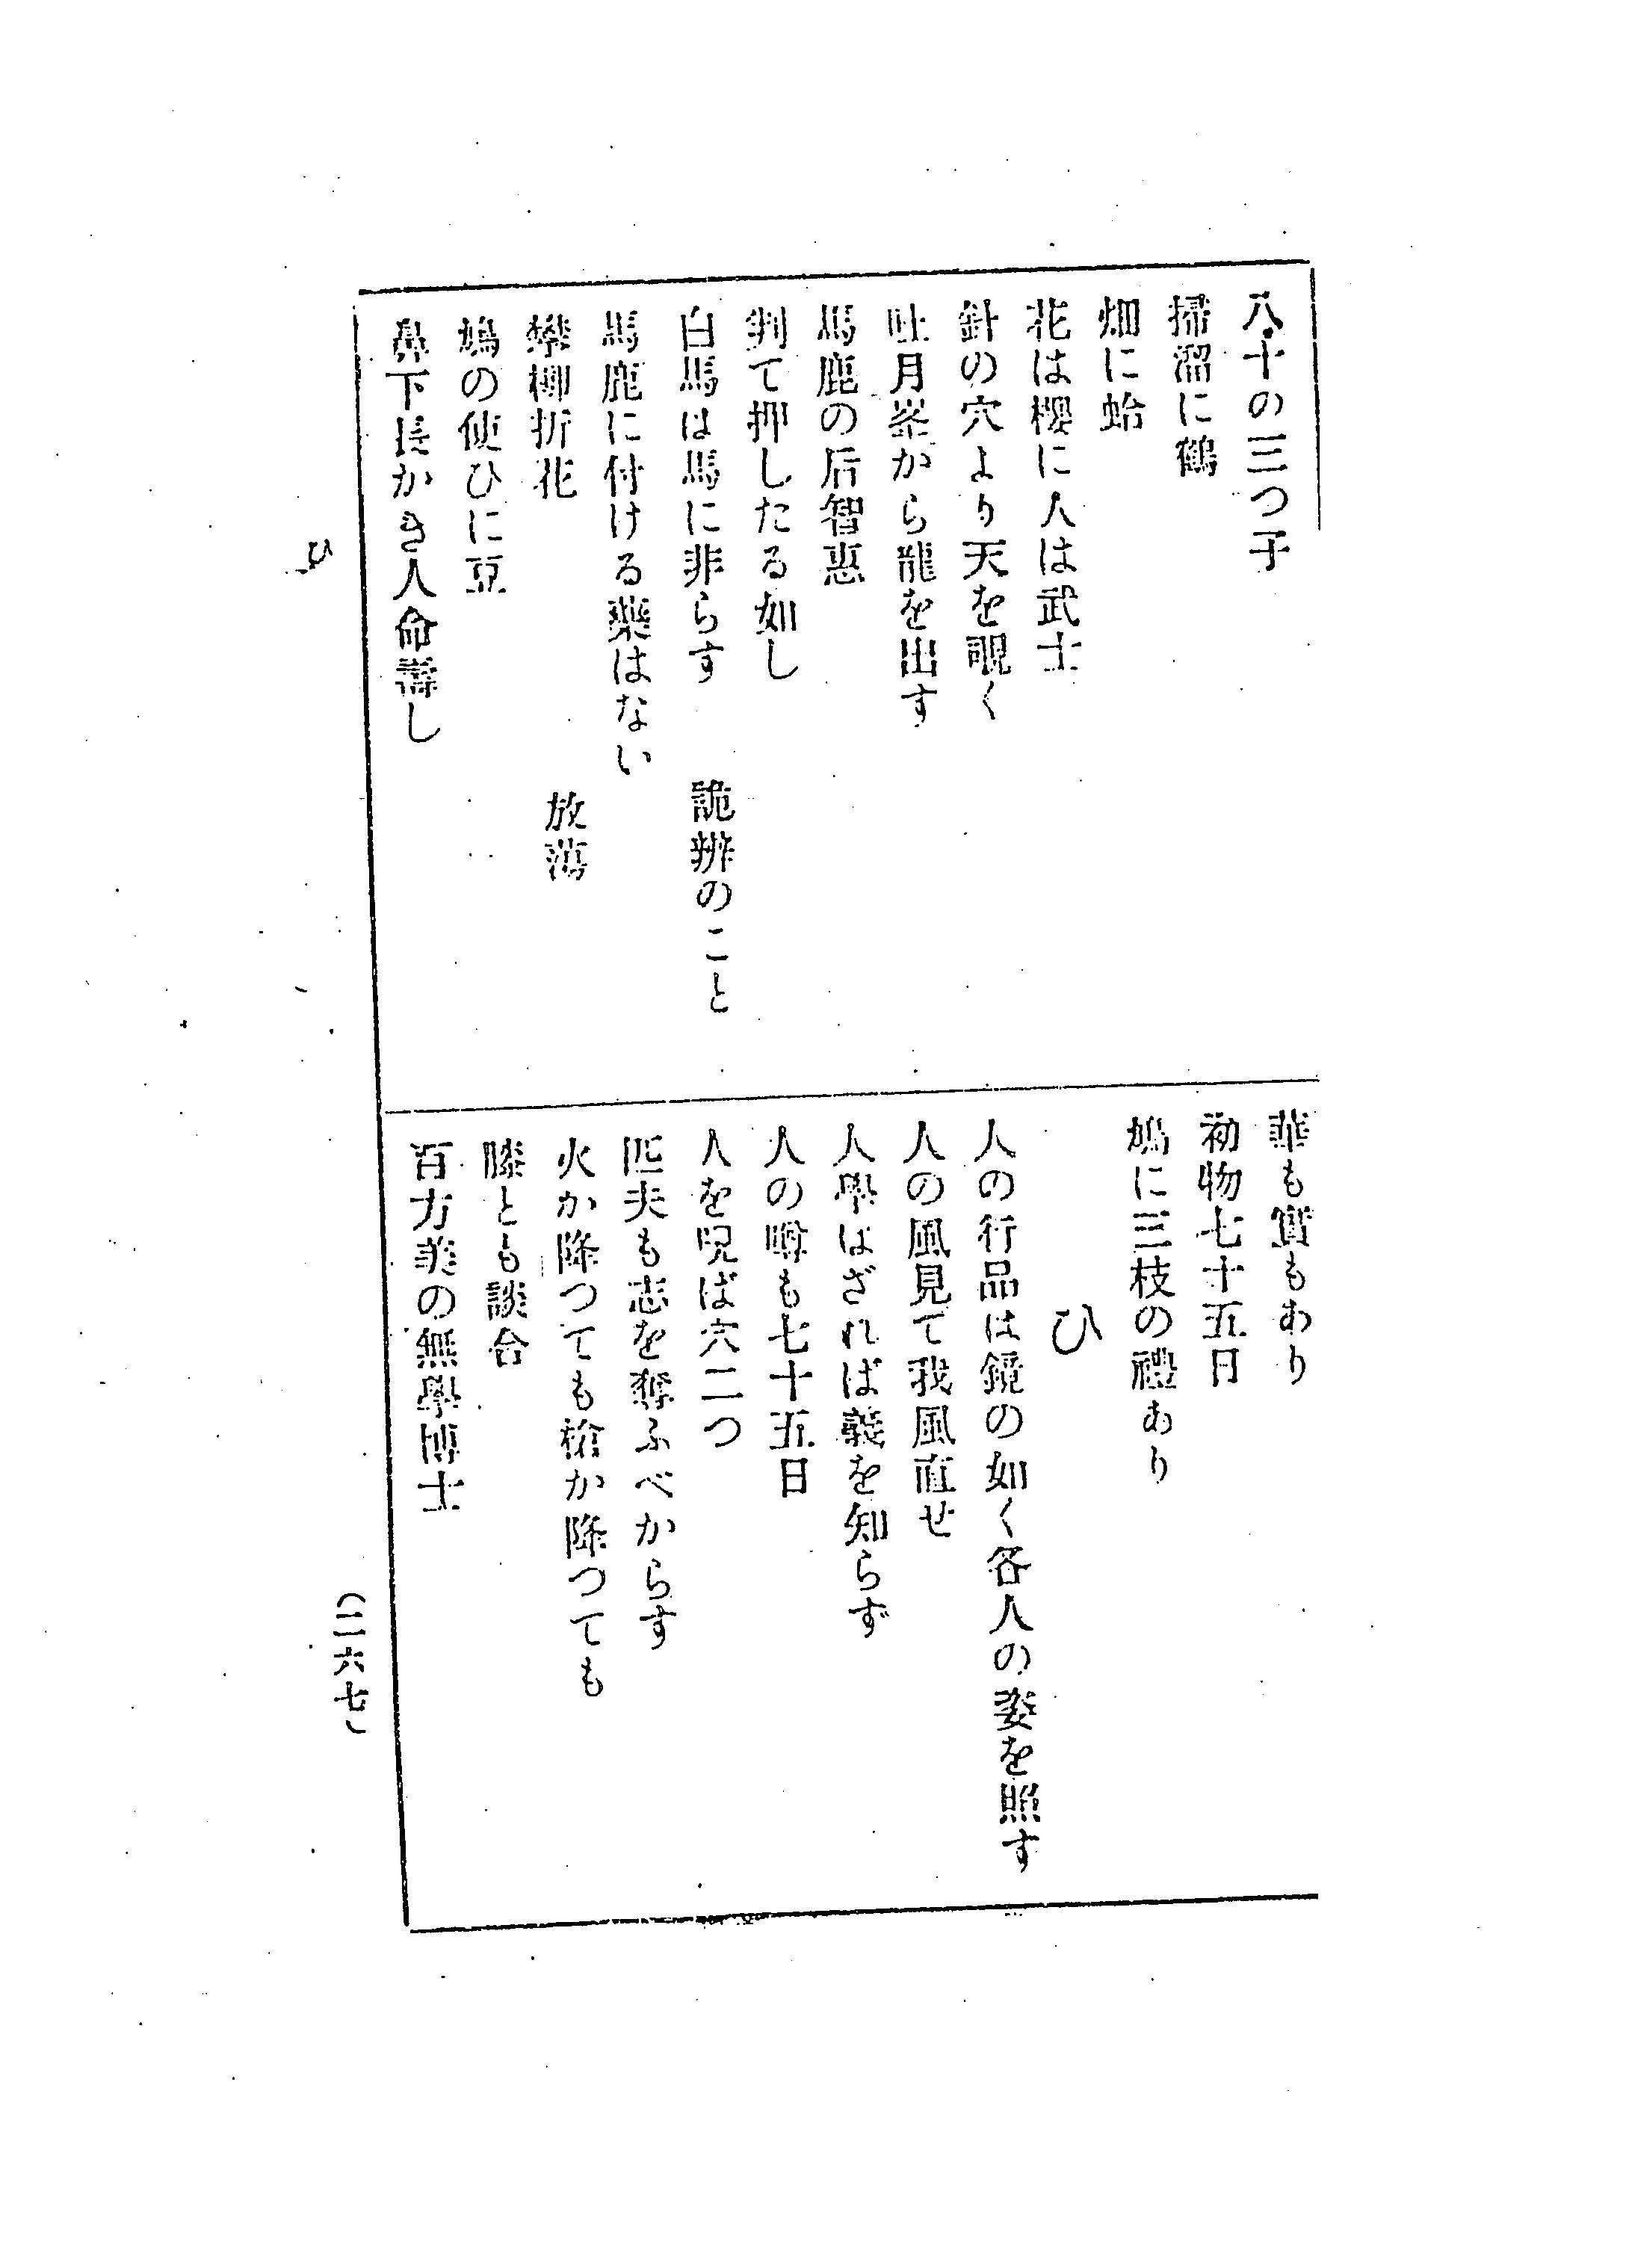 八十の三つ子
掃溜に鶴
畑に蛤
花は櫻に人は武士
針の穴より天を覗く
吐月峯から龍を出す
馬鹿の后智惠
判て押したる如し
白馬は馬に非らす　詭辨のこと
馬鹿に付ける藥はない
攀柳折花　放蕩
鳩の使ひに豆
鼻下長かき人命壽し
華も實もあり
初物七十五日
鳩に三枝の禮あり
ひ
人の行品は鏡の如く各人の姿を照す
人の風見て我風直せ
人學ばざれば義を知らず
人の噂も七十五日
人を呪ば穴二つ
匹夫も志を奪ふべからす
火か降つても槍か降つても
膝とも談合
百万美の無學博士
ひ
（二六七）